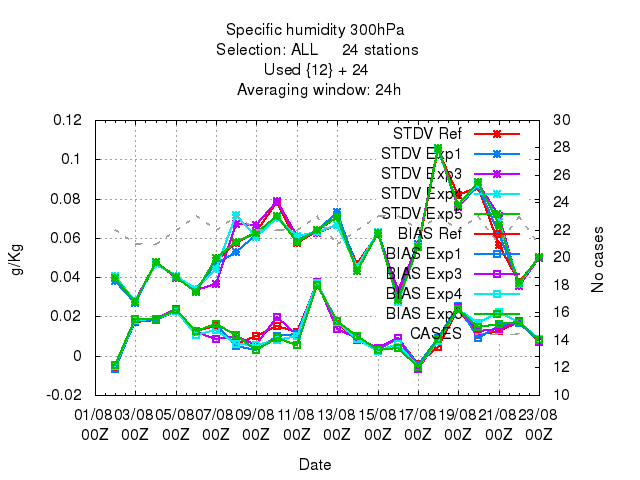 Specific humidity 300hPa
Selection: ALL 24 stations
Used {12} + 24
Averaging window: 24h
0.12
0.1
0.08
0.06
0.04
0.02
0
-0.02
g/Kg
30
28
26
24
22
20
18
16
14
12
10
No cases
STDV Ref
STDV Exp1
STDV Exp3
STDV Exp4
STDV Exp5
BIAS Ref
BIAS Exp1
BIAS Exp3
BIAS Exp4
BIAS Exp5
CASES
01/08 03/08 05/08 07/08 09/08 11/08 13/08 15/08 17/08 19/08 21/08 23/08
00Z 00Z 00Z 00Z 00Z 00Z 00Z 00Z 00Z 00Z 00Z 00Z
Date